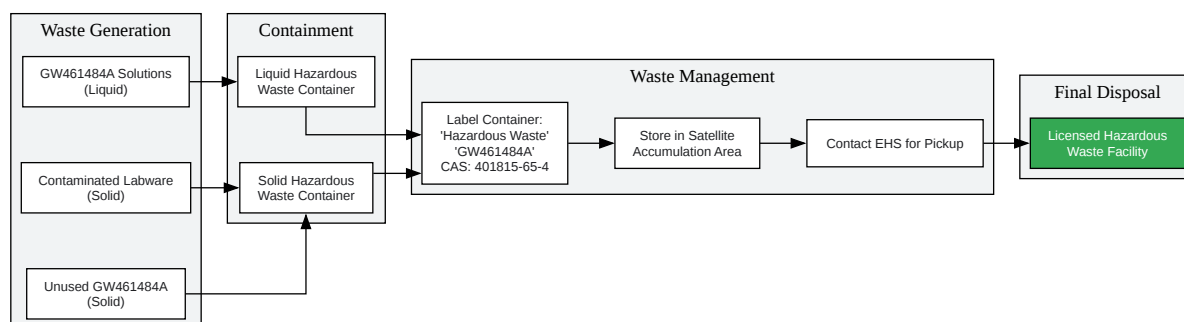 Waste Generation
GW461484A Solutions
(Liquid)
Contaminated Labware
(Solid)
Unused GW461484A
(Solid)
Containment
Liquid Hazardous
Waste Container
Solid Hazardous
Waste Container
Waste Management
Label Container:
'Hazardous Waste'
'GW461484A'
CAS: 401815-65-4
Store in Satellite
Accumulation Area
Contact EHS for Pickup
Final Disposal
Licensed Hazardous
Waste Facility